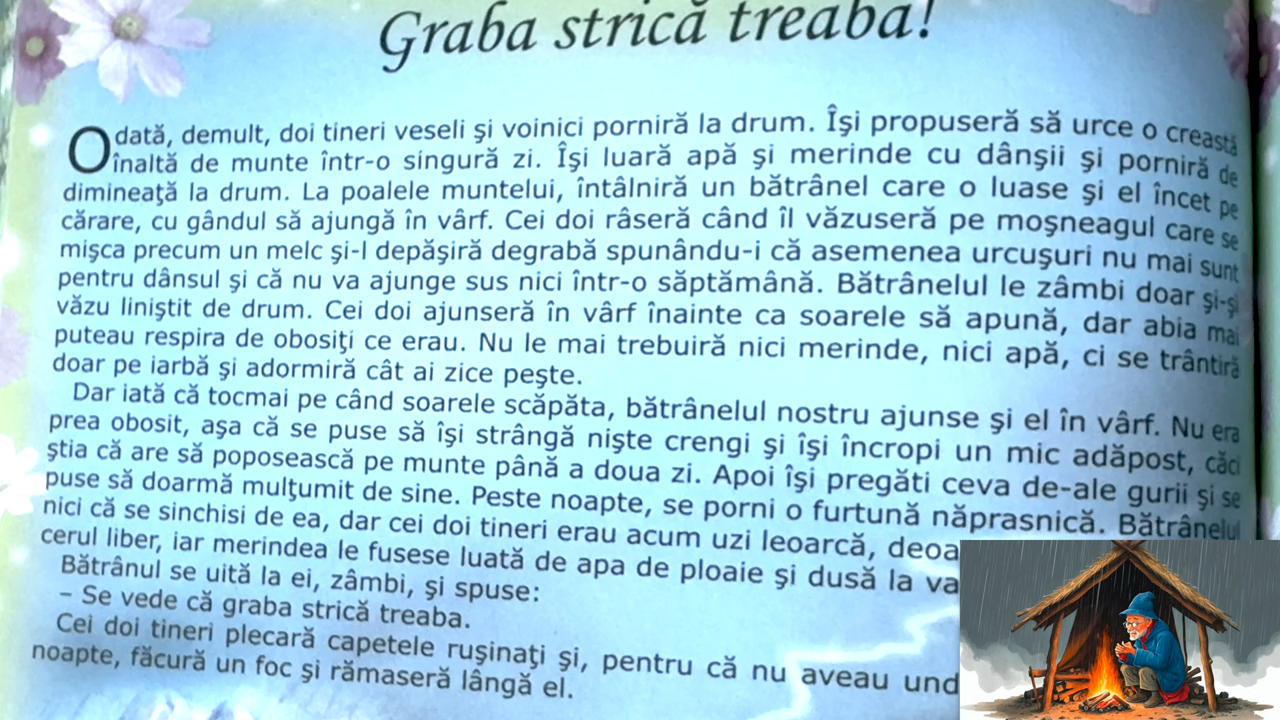 Graba strică treaba!
Odată, demult, doi tineri veseli şi voinici porniră la drum. Îşi propuseră să urce o creastă
înaltă de munte într-o singură zi. Îşi luară apă şi merinde cu dânşii şi porniră de
dimineaţă la drum. La poalele muntelui, întâlniră un bătrânel care o luase şi el încet pe
cărare, cu gândul să ajungă în vârf. Cei doi râseră când îl văzuseră pe moşneagul care se
mişca precum un melc şi-l depăşiră degrabă spunându-i că asemenea urcuşuri nu mai sunt
pentru dânsul şi că nu va ajunge sus nici într-o săptămână. Bătrânelul le zâmbi doar şi-şi
văzu liniştit de drum. Cei doi ajunseră în vârf înainte ca soarele să apună, dar abia mai
puteau respira de obosiţi ce erau. Nu le mai trebuiră nici merinde, nici apă, ci se trântiră
doar pe iarbă şi adormiră cât ai zice peşte.
Dar iată că tocmai pe când soarele scăpăta, bătrânelul nostru ajunse şi el în vârf. Nu era
prea obosit, aşa că se puse să îşi strângă nişte crengi şi îşi încropi un mic adăpost, căci
ştia că are să poposească pe munte până a doua zi. Apoi îşi pregăti ceva de-ale gurii şi se
puse să doarmă mulţumit de sine. Peste noapte, se porni o furtună năprasnică. Bătrânelul
nici că se sinchisi de ea, dar cei doi tineri erau acum uzi leoarcă,
cerul liber, iar merindea le fusese luată de apa de ploaie şi dusă la
Bătrânul se uită la ei, zâmbi, şi spuse:
– Se vede că graba strică treaba.
Cei doi tineri plecară capetele ruşinaţi şi, pentru că nu aveau
noapte, făcură un foc şi rămaseră lângă el.